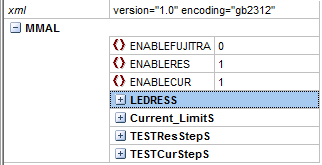 xml version="1.0" encoding="gb2312"
MMAL
ENABLEFUJITRA 0
ENABLERES 1
ENABLECUR 1
LEDRESS
Current_LimitS
TESTResStepS
TESTCurStepS